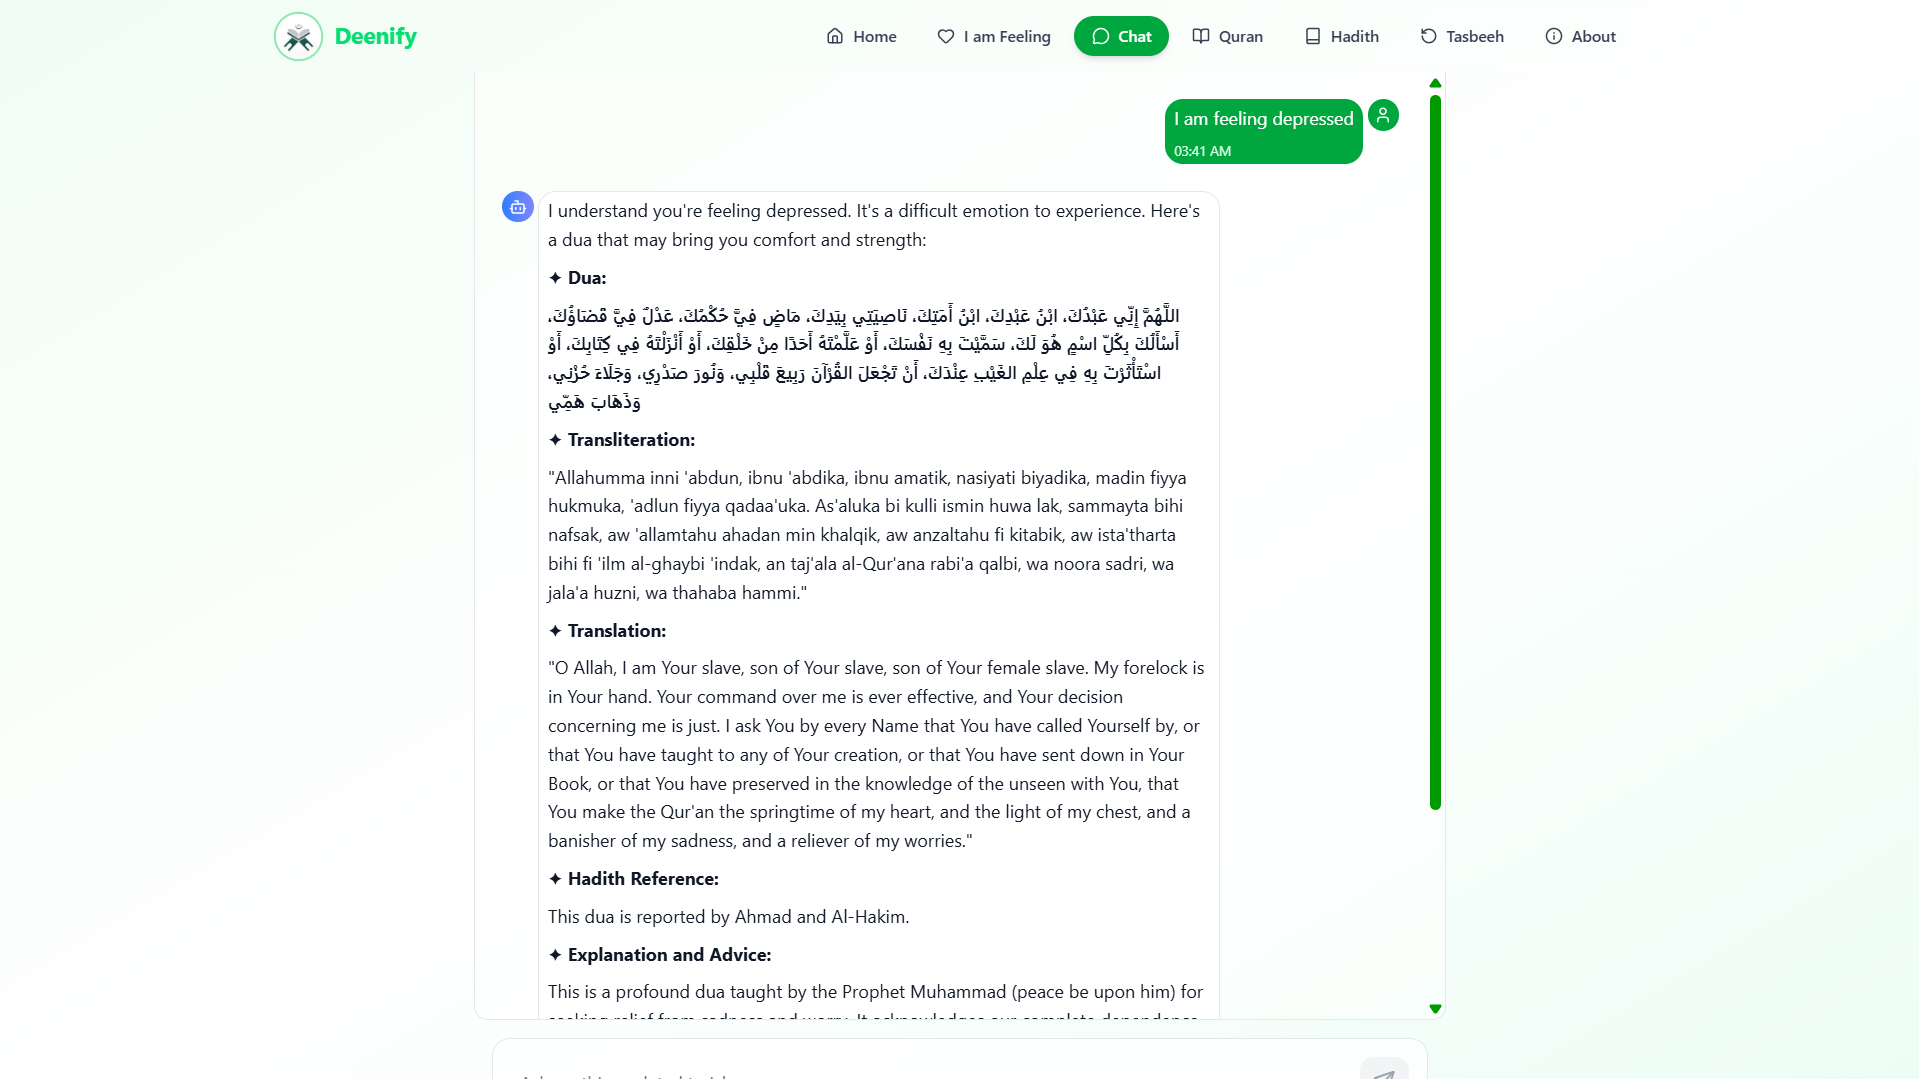 Deenify
Home
I am Feeling
Chat
Quran
Hadith
Tasbeeh
About
I am feeling depressed
03:41 AM
I understand you're feeling depressed. It's a difficult emotion to experience. Here's
a dua that may bring you comfort and strength:
✦ Dua:
اللَّهُمَّ إِنِّي عَبْدُكَ، ابْنُ عَبْدِكَ، ابْنُ أَمَتِكَ، نَاصِيَتِي بِيَدِكَ، مَاضٍ فِيَّ حُكْمُكَ، عَدْلٌ فِيَّ قَضَاؤُكَ،
أَسْأَلُكَ بِكُلِّ اسْمٍ هُوَ لَكَ، سَمَّيْتَ بِهِ نَفْسَكَ، أَوْ عَلَّمْتَهُ أَحَدًا مِنْ خَلْقِكَ، أَوْ أَنْزَلْتَهُ فِي كِتَابِكَ، أَوْ
اسْتَأْثَرْتَ بِهِ فِي عِلْمِ الغَيْبِ عِنْدَكَ، أَنْ تَجْعَلَ القُرْآنَ رَبِيعَ قَلْبِي، وَنُورَ صَدْرِي، وَجَلَاءَ حُزْنِي،
وَذَهَابَ هَمِّي
✦ Transliteration:
"Allahumma inni 'abdun, ibnu 'abdika, ibnu amatik, nasiyati biyadika, madin fiyya
hukmuka, 'adlun fiyya qadaa'uka. As'aluka bi kulli ismin huwa lak, sammayta bihi
nafsak, aw 'allamtahu ahadan min khalqik, aw anzaltahu fi kitabik, aw ista'tharta
bihi fi 'ilm al-ghaybi 'indak, an taj'ala al-Qur'ana rabi'a qalbi, wa noora sadri, wa
jala'a huzni, wa thahaba hammi."
✦ Translation:
"O Allah, I am Your slave, son of Your slave, son of Your female slave. My forelock is
in Your hand. Your command over me is ever effective, and Your decision
concerning me is just. I ask You by every Name that You have called Yourself by, or
that You have taught to any of Your creation, or that You have sent down in Your
Book, or that You have preserved in the knowledge of the unseen with You, that
You make the Qur'an the springtime of my heart, and the light of my chest, and a
banisher of my sadness, and a reliever of my worries."
✦ Hadith Reference:
This dua is reported by Ahmad and Al-Hakim.
✦ Explanation and Advice:
This is a profound dua taught by the Prophet Muhammad (peace be upon him) for
seeking relief from sadness and worry. It acknowledges our complete dependence